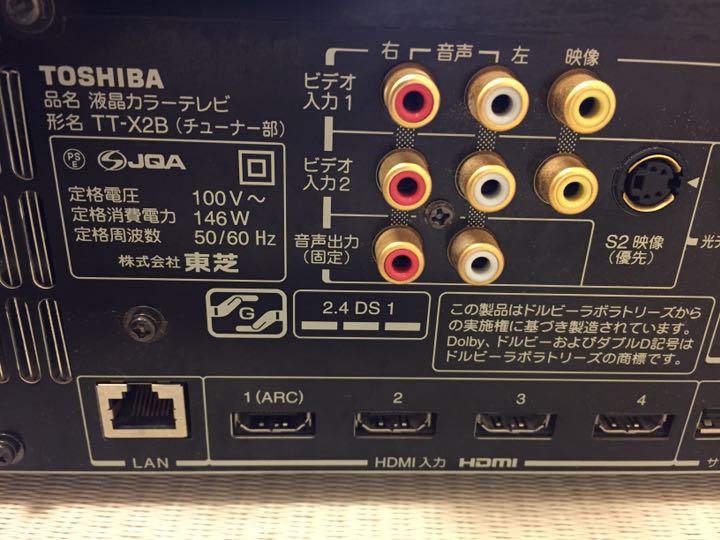 TOSHIBA
品名 液晶カラーテレビ
形名 TT-X2B (チューナー部)
PS
E
JQA
定格電圧 100V～
定格消費電力 146W
定格周波数 50/60 Hz
株式会社 東芝
右 音声 左 映像
ビデオ
入力1
ビデオ
入力2
音声出力
(固定)
S2 映像
(優先)
G
2.4 DS 1
この製品はドルビーラボラトリーズから
の実施権に基づき製造されています。
Dolby、ドルビーおよびダブルD記号は
ドルビーラボラトリーズの商標です。
LAN
1 (ARC) 2 3 4
HDMI 入力 HDMI